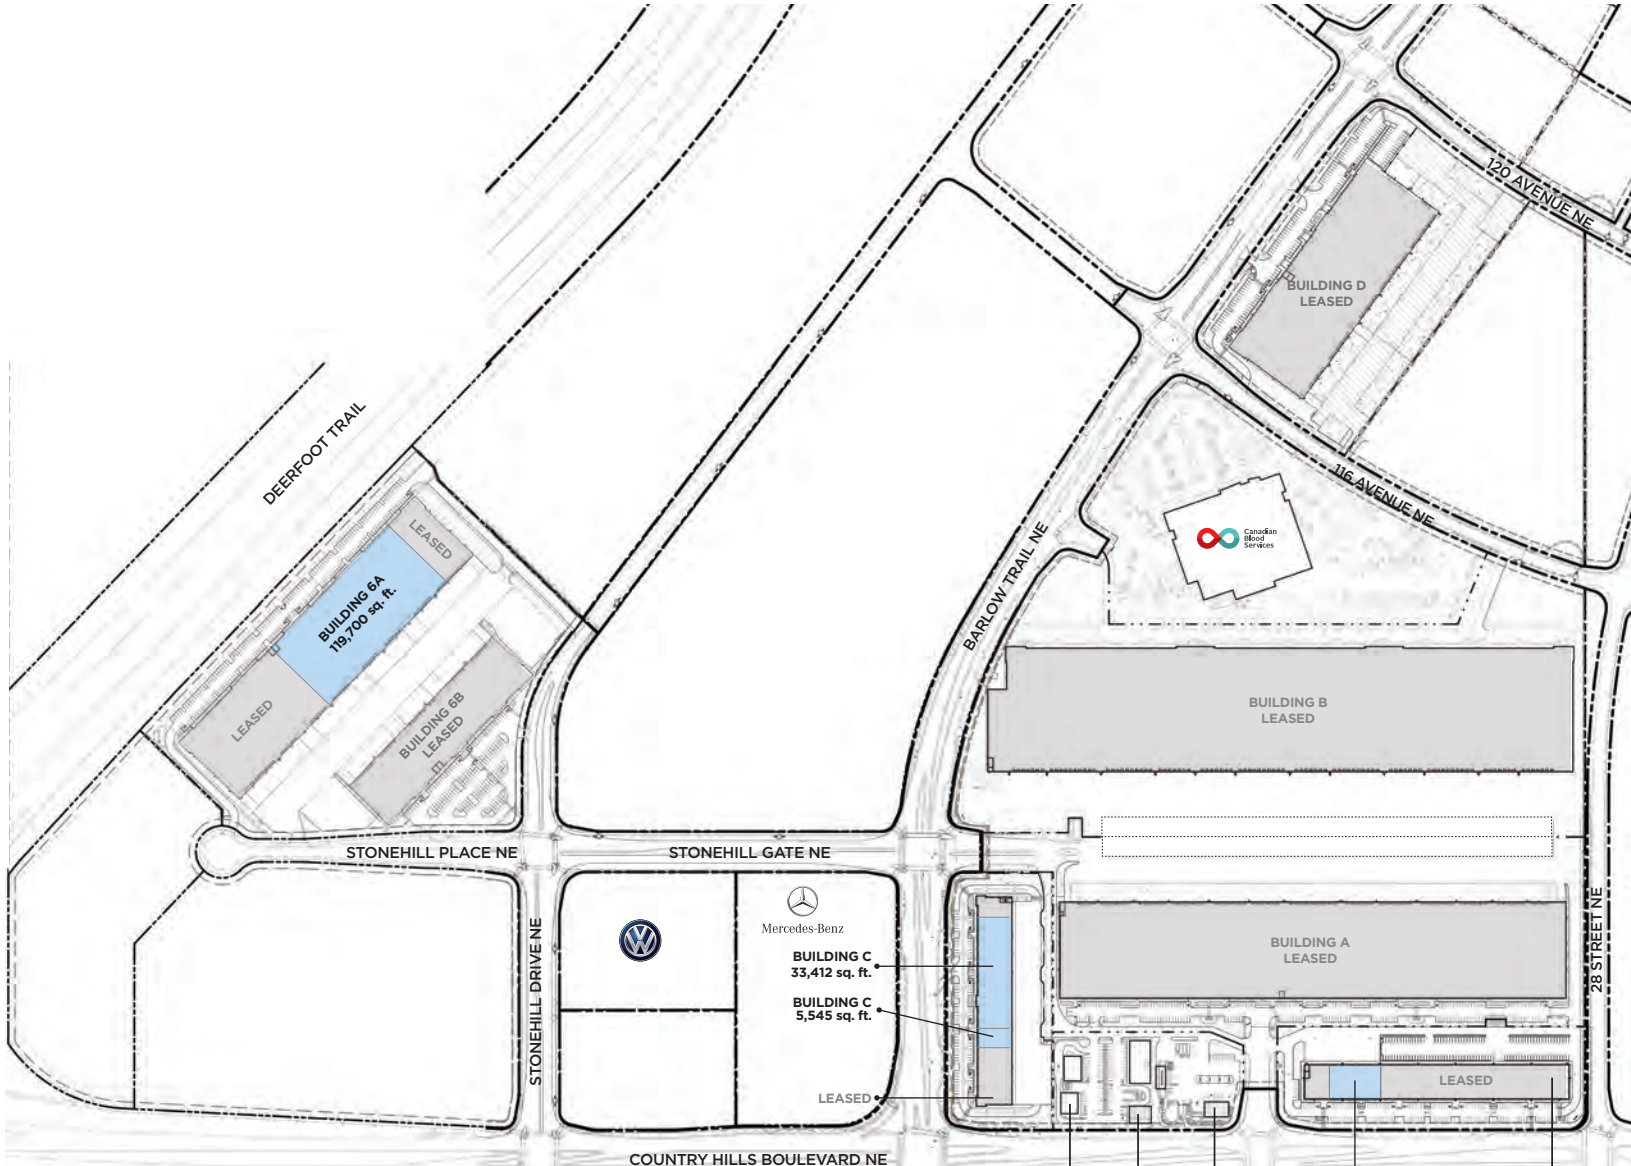 120 AVENUE NE
BUILDING D
LEASED
DEERFOOT TRAIL
116 AVENUE NE
Canadian
Blood
Services
LEASED
BUILDING 6A
119,700 sq. ft.
BARLOW TRAIL NE
LEASED
BUILDING 6B
LEASED
BUILDING B
LEASED
STONEHILL PLACE NE
STONEHILL GATE NE
STONEHILL DRIVE NE
Mercedes-Benz
BUILDING C
33,412 sq. ft.
BUILDING C
5,545 sq. ft.
BUILDING A
LEASED
28 STREET NE
LEASED
LEASED
COUNTRY HILLS BOULEVARD NE